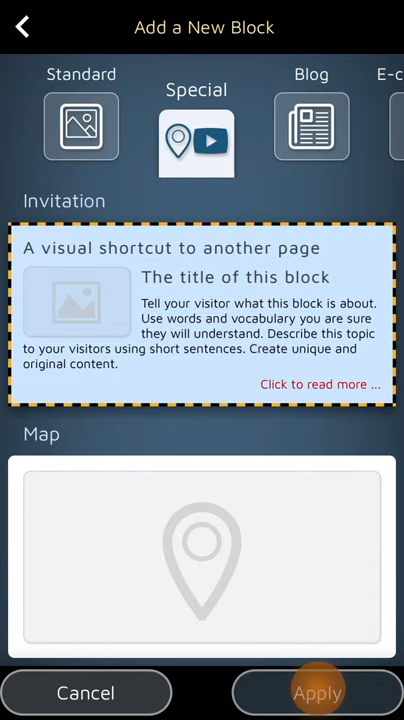 Add a New Block
Standard
Special
Blog
E-c
Invitation
A visual shortcut to another page
The title of this block
Tell your visitor what this block is about.
Use words and vocabulary you are sure
they will understand. Describe this topic
to your visitors using short sentences. Create unique and
original content.
Click to read more ...
Map
Cancel
Apply